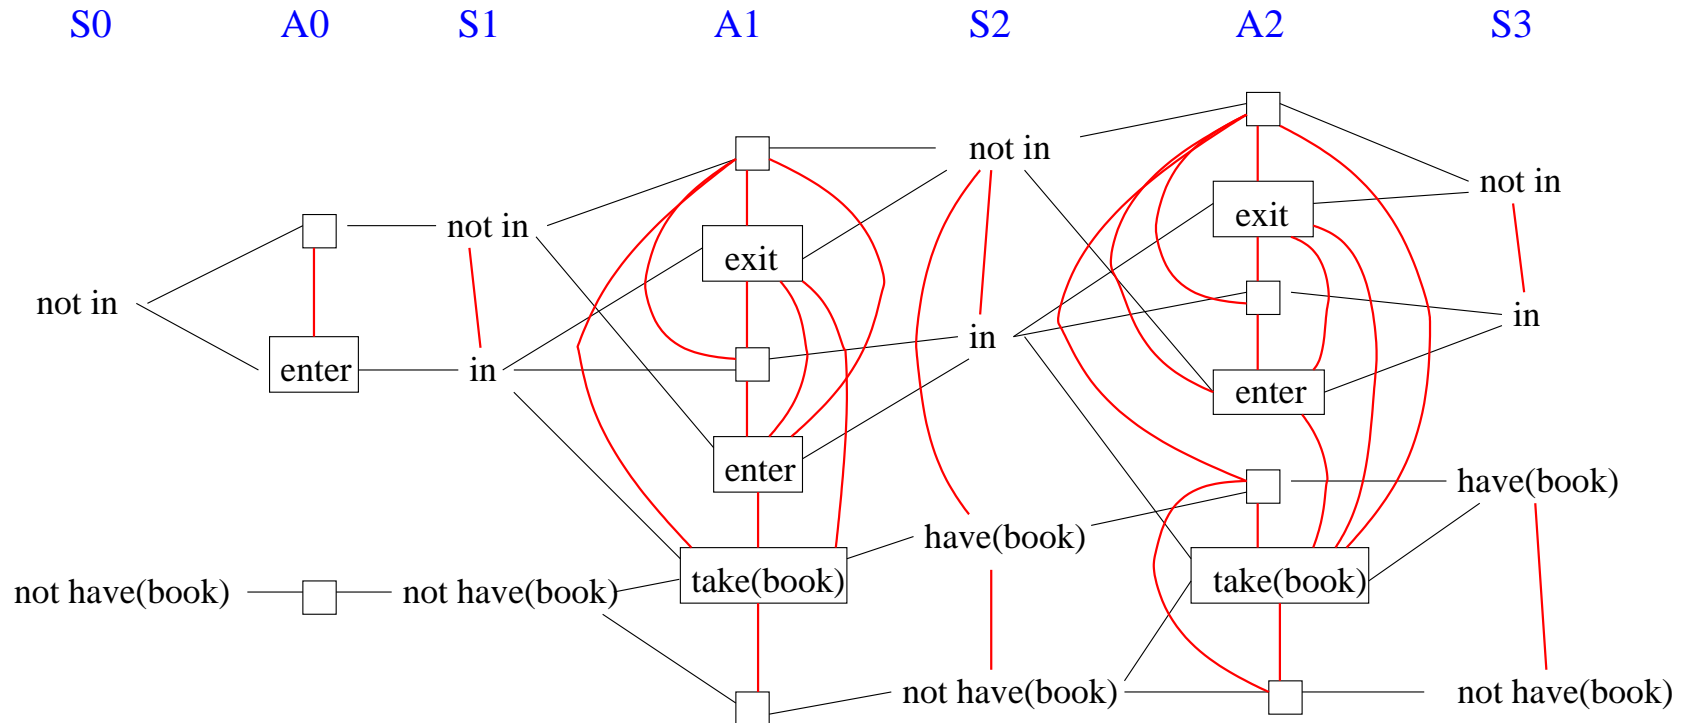 S0 A0 S1 A1 S2 A2 S3
not in
not have(book)
enter
not in
in
not have(book)
exit
enter
take(book)
not in
in
have(book)
not have(book)
exit
enter
take(book)
not in
in
have(book)
not have(book)